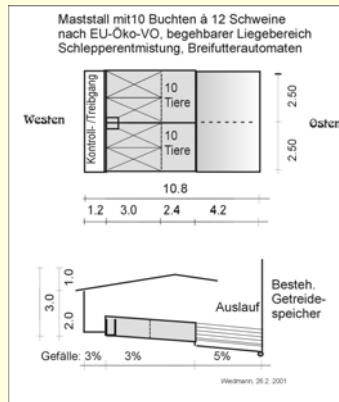 Maststall mit10 Buchten à 12 Schweine
nach EU-Öko-VO, begehbarer Liegebereich
Schlepperentmistung, Breifutterautomaten
Westen
Kontroll- /Treibgang
10
Tiere
10
Tiere
2.50
2.50
Osten
10.8
1.2
3.0
2.4
4.2
1.0
3.0
2.0
Auslauf
Besteh.
Getreide-
speicher
Gefälle: 3%
3%
5%
Wiedmann, 26.2. 2001